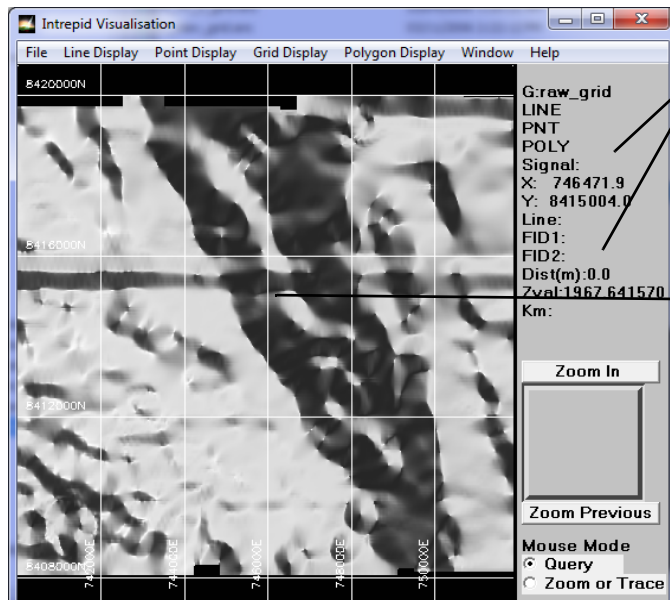 Intrepid Visualisation
File Line Display Point Display Grid Display Polygon Display Window Help
8420000N
8416000N
8412000N
8408000N
742000E
744000E
746000E
748000E
750000E
G:raw_grid
LINE
PNT
POLY
Signal:
X: 746471.9
Y: 8415004.0
Line:
FID1:
FID2:
Dist(m):0.0
Zval:1967.641570
Km:
Zoom In
Zoom Previous
Mouse Mode
Query
Zoom or Trace